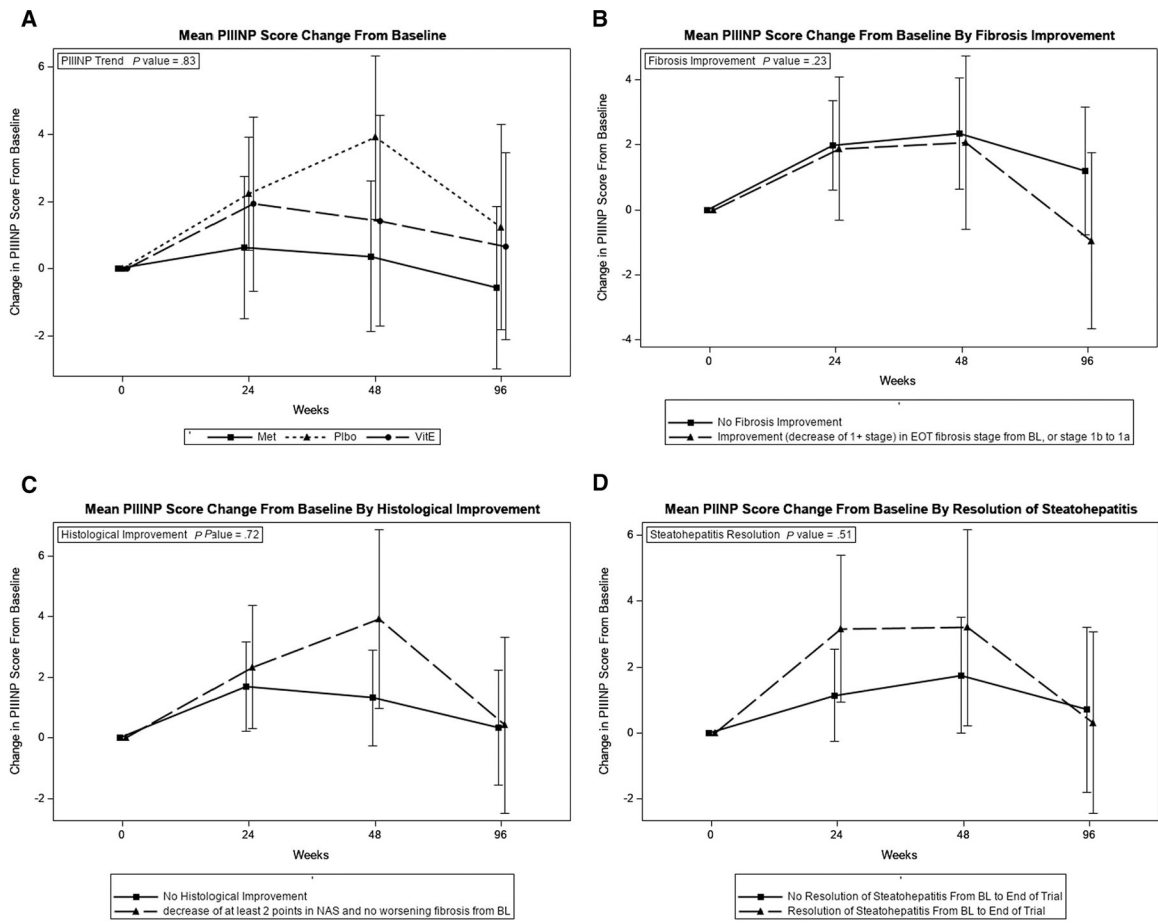 A
Mean PIIINP Score Change From Baseline
PIIINP Trend P value = .83
Change in PIIINP Score From Baseline
6
4
2
0
-2
0 24 48 96
Weeks
Met Plbo VitE
B
Mean PIIINP Score Change From Baseline By Fibrosis Improvement
Fibrosis Improvement P value = .23
Change in PIIINP Score From Baseline
4
2
0
-2
-4
0 24 48 96
Weeks
No Fibrosis Improvement
Improvement (decrease of 1+ stage) in EOT fibrosis stage from BL, or stage 1b to 1a
C
Mean PIIINP Score Change From Baseline By Histological Improvement
Histological Improvement P Palue = .72
Change in PIIINP Score From Baseline
6
4
2
0
-2
0 24 48 96
Weeks
No Histological Improvement
decrease of at least 2 points in NAS and no worsening fibrosis from BL
D
Mean PIINP Score Change From Baseline By Resolution of Steatohepatitis
Steatohepatitis Resolution P value = .51
Change in PIIINP Score From Baseline
6
4
2
0
-2
0 24 48 96
Weeks
No Resolution of Steatohepatitis From BL to End of Trial
Resolution of Steatohepatitis From BL to End of Trial